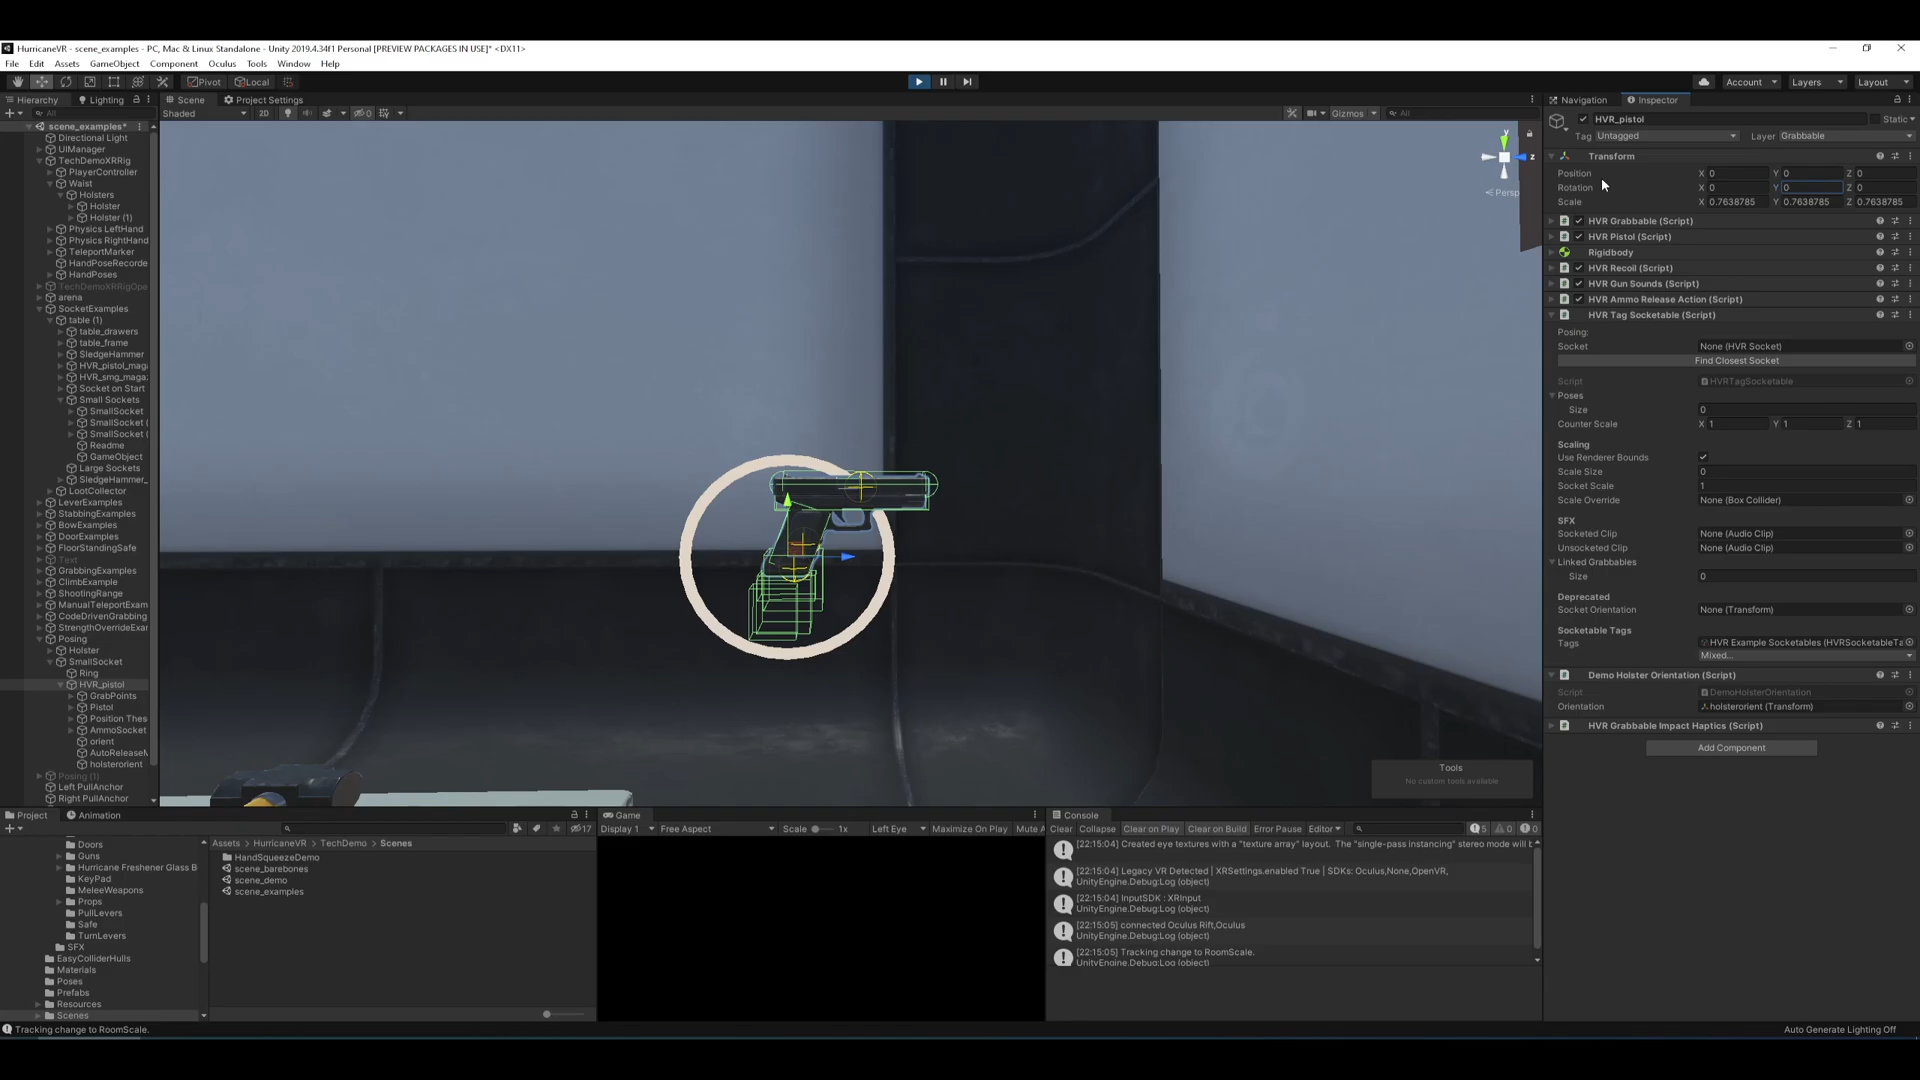 HurricaneVR - scene_examples - PC, Mac & Linux Standalone - Unity 2019.4.34f1 Personal [PREVIEW PACKAGES IN USE]* <DX11>
File Edit Assets GameObject Component Oculus Tools Window Help
Pivot Local Account Layers Layout
Hierarchy Lighting
All
scene_examples*
Directional Light
UIManager
TechDemoXRRig
PlayerController
Waist
Holsters
Holster
Holster (1)
Physics LeftHand
Physics RightHand
TeleportMarker
HandPoseRecorde
HandPoses
TechDemoXRRigOpe
arena
SocketExamples
table (1)
table_drawers
table_frame
SledgeHammer
HVR_pistol_maga
HVR_smg_maga
Socket on Start
Small Sockets
SmallSocket
SmallSocket (
SmallSocket (
Readme
GameObject
Large Sockets
SledgeHammer_
LootCollector
LeverExamples
StabbingExamples
BowExamples
DoorExamples
FloorStandingSafe
Text
GrabbingExamples
ClimbExample
ShootingRange
ManualTeleportExam
CodeDrivenGrabbing
StrengthOverrideExar
Posing
Holster
SmallSocket
Ring
HVR_pistol
GrabPoints
Pistol
Position Thes
AmmoSocket
orient
AutoReleaseM
holsterorient
Posing (1)
Left PullAnchor
Right PullAnchor
Scene Project Settings
Shaded 2D 0 Gizmos All
y
z
Persp
Tools
No custom tools available
Navigation Inspector
HVR_pistol Static
Tag Untagged Layer Grabbable
Transform
Position X 0 Y 0 Z 0
Rotation X 0 Y 0 Z 0
Scale X 0.7638785 Y 0.7638785 Z 0.7638785
HVR Grabbable (Script)
HVR Pistol (Script)
Rigidbody
HVR Recoil (Script)
HVR Gun Sounds (Script)
HVR Ammo Release Action (Script)
HVR Tag Socketable (Script)
Posing:
Socket None (HVR Socket)
Find Closest Socket
Script HVRTagSocketable
Poses
Size 0
Counter Scale X 1 Y 1 Z 1
Scaling
Use Renderer Bounds
Scale Size 0
Socket Scale 1
Scale Override None (Box Collider)
SFX
Socketed Clip None (Audio Clip)
Unsocketed Clip None (Audio Clip)
Linked Grabbables
Size 0
Deprecated
Socket Orientation None (Transform)
Socketable Tags
Tags HVR Example Socketables (HVRSocketableTa
Mixed...
Demo Holster Orientation (Script)
Script DemoHolsterOrientation
Orientation holsterorient (Transform)
HVR Grabbable Impact Haptics (Script)
Add Component
Project Animation
17
Doors
Guns
Hurricane Freshener Glass B
KeyPad
MeleeWeapons
Props
PullLevers
Safe
TurnLevers
SFX
EasyColliderHulls
Materials
Poses
Prefabs
Resources
Scenes
Assets HurricaneVR TechDemo Scenes
HandSqueezeDemo
scene_barebones
scene_demo
scene_examples
Game
Display 1 Free Aspect Scale 1x Left Eye Maximize On Play Mute A
Console
Clear Collapse Clear on Play Clear on Build Error Pause Editor 5 0 0
[22:15:04] Created eye textures with a "texture array" layout. The "single-pass instancing" stereo mode will b
[22:15:04] Legacy VR Detected | XRSettings.enabled True | SDKs: Oculus,None,OpenVR,
UnityEngine.Debug:Log (object)
[22:15:04] InputSDK : XRInput
UnityEngine.Debug:Log (object)
[22:15:05] connected Oculus Rift,Oculus
UnityEngine.Debug:Log (object)
[22:15:05] Tracking change to RoomScale.
UnityEngine.Debug:Log (object)
Tracking change to RoomScale.
Auto Generate Lighting Off